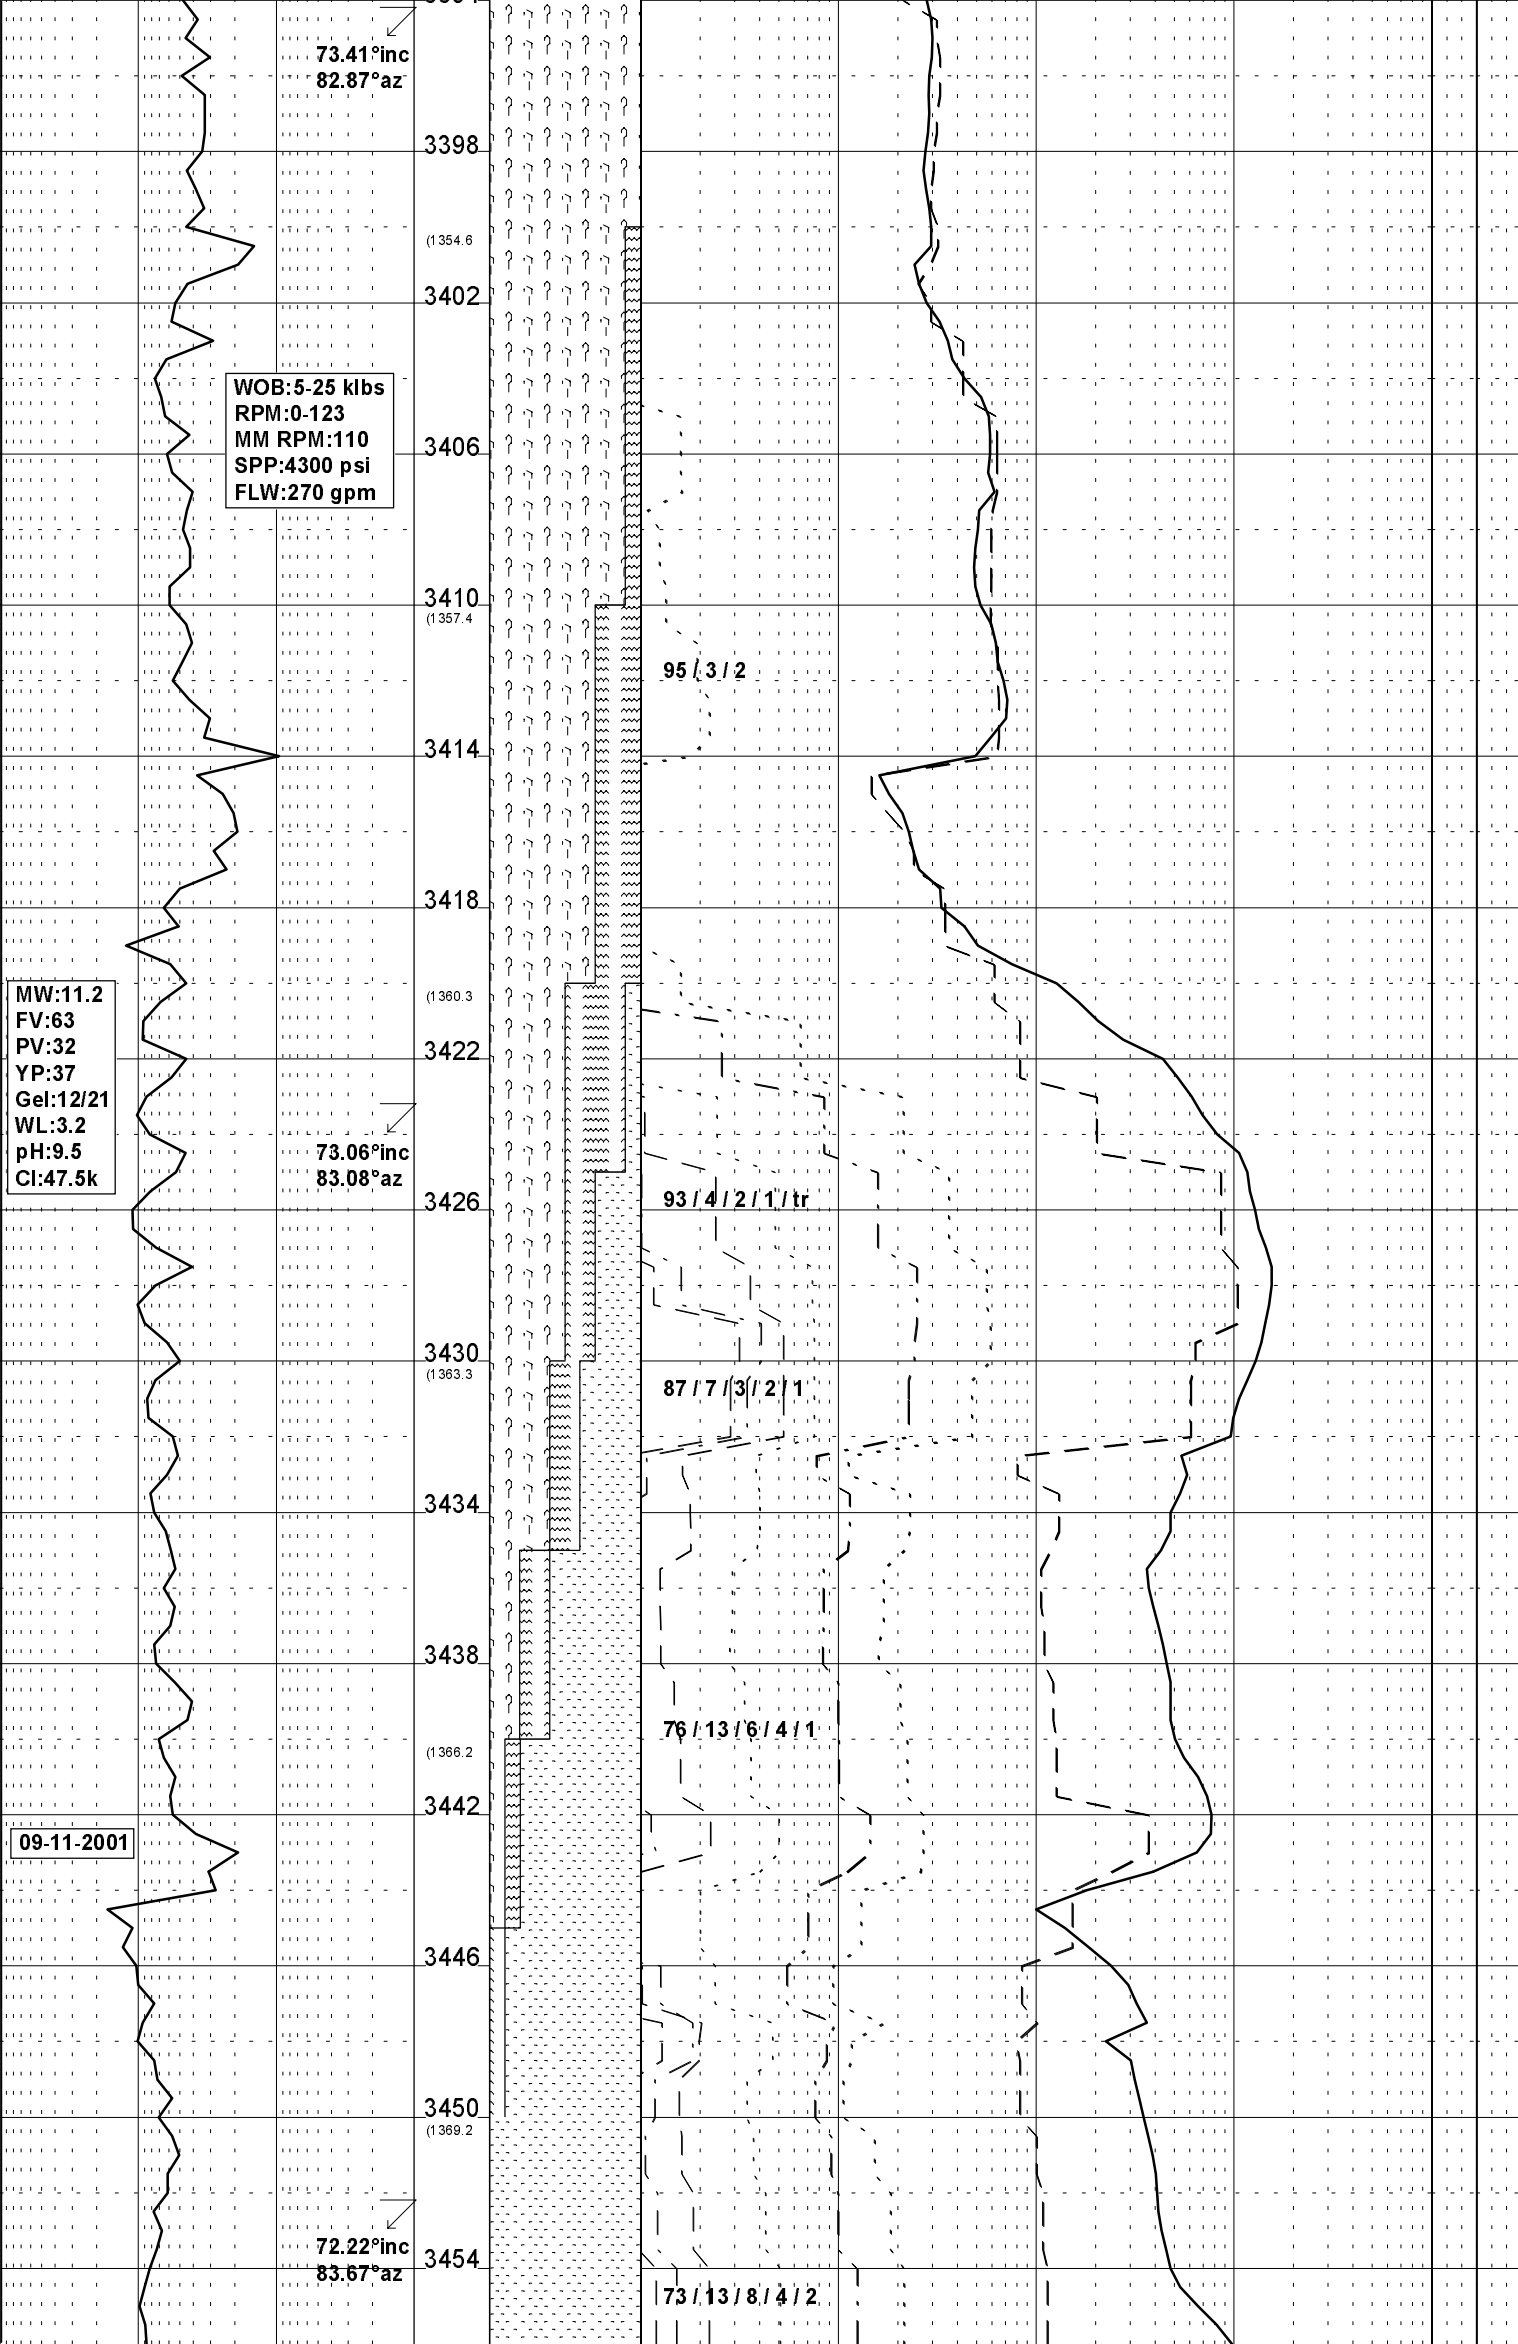 73.41°inc
82.87°az
3398
(1354.6
3402
WOB:5-25 klbs
RPM:0-123
MM RPM:110
SPP:4300 psi
FLW:270 gpm
3406
3410
(1357.4
95 / 3 / 2
3414
3418
MW:11.2
FV:63
PV:32
YP:37
Gel:12/21
WL:3.2
pH:9.5
Cl:47.5k
(1360.3
3422
73.06°inc
83.08°az
93 / 4 / 2 / 1 / tr
3426
3430
(1363.3
87 / 7 / 3 / 2 / 1
3434
3438
76 / 13 / 6 / 4 / 1
(1366.2
3442
09-11-2001
3446
3450
(1369.2
72.22°inc
83.67°az
3454
73 / 13 / 8 / 4 / 2